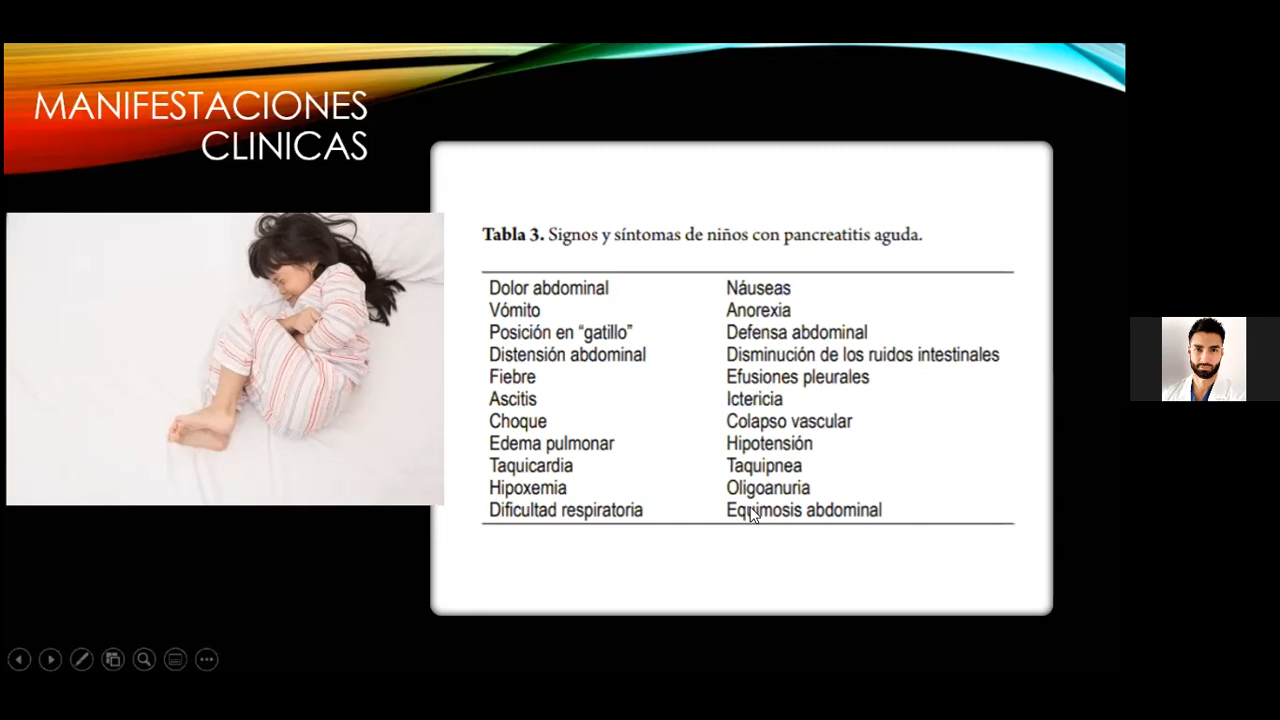 MANIFESTACIONES
CLINICAS
Tabla 3. Signos y síntomas de niños con pancreatitis aguda.
Dolor abdominal Náuseas
Vómito Anorexia
Posición en “gatillo” Defensa abdominal
Distensión abdominal Disminución de los ruidos intestinales
Fiebre Efusiones pleurales
Ascitis Ictericia
Choque Colapso vascular
Edema pulmonar Hipotensión
Taquicardia Taquipnea
Hipoxemia Oligoanuria
Dificultad respiratoria Equimosis abdominal